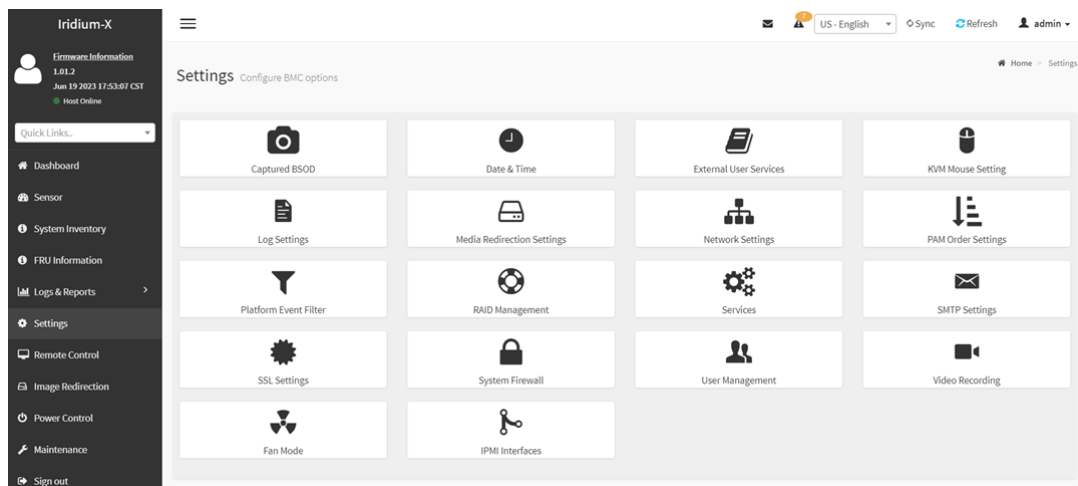 Iridium-X
7
US - English
Sync
Refresh
admin
Firmware Information
1.01.2
Jun 19 2023 17:53:07 CST
Host Online
Quick Links..
Dashboard
Sensor
System Inventory
FRU Information
Logs & Reports
Settings
Remote Control
Image Redirection
Power Control
Maintenance
Sign out
Settings Configure BMC options
Home > Settings
Captured BSOD
Date & Time
External User Services
KVM Mouse Setting
Log Settings
Media Redirection Settings
Network Settings
PAM Order Settings
Platform Event Filter
RAID Management
Services
SMTP Settings
SSL Settings
System Firewall
User Management
Video Recording
Fan Mode
IPMI Interfaces